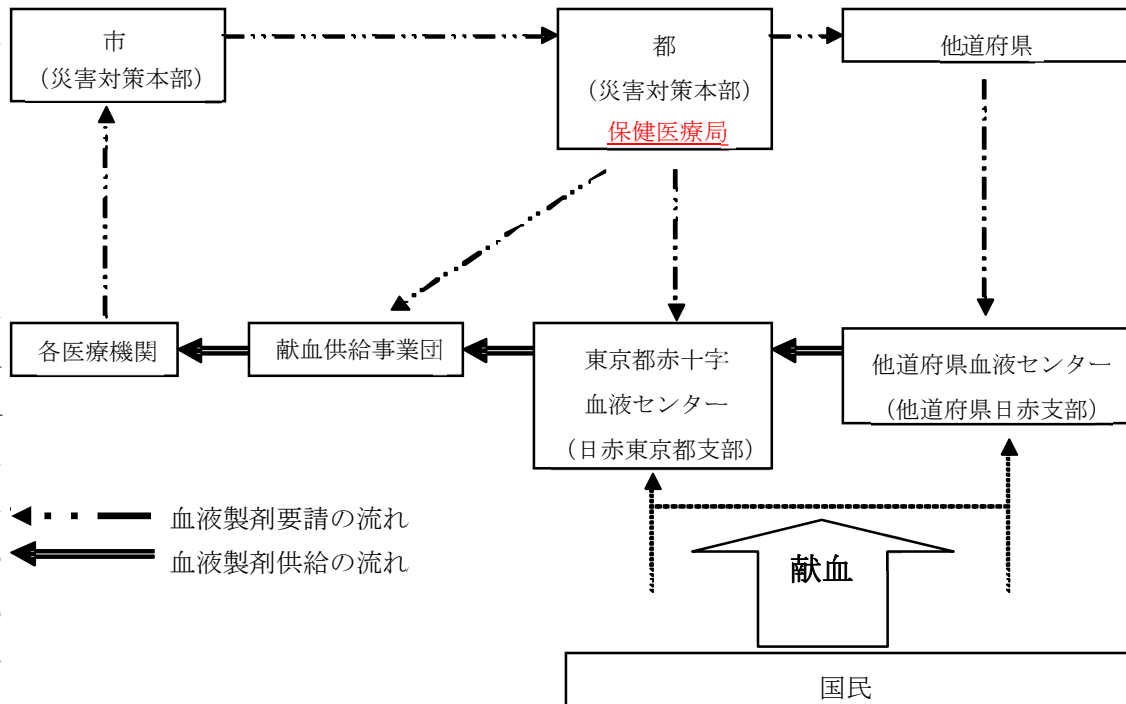 市
（災害対策本部）
都
（災害対策本部）
保健医療局
他道府県
各医療機関
献血供給事業団
東京都赤十字
血液センター
（日赤東京都支部）
他道府県血液センター
（他道府県日赤支部）
血液製剤要請の流れ
血液製剤供給の流れ
献血
国民